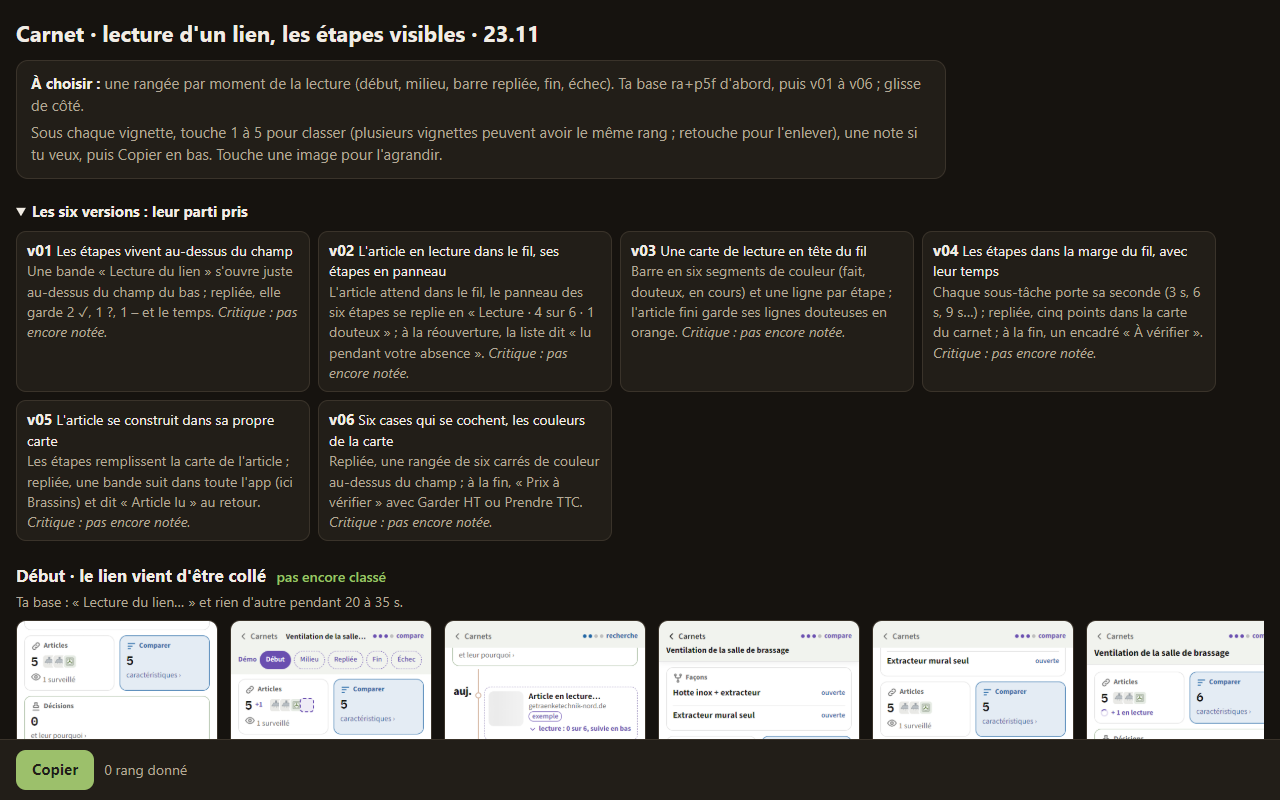 Carnet · lecture d'un lien, les étapes visibles · 23.11
À choisir : une rangée par moment de la lecture (début, milieu, barre repliée, fin, échec). Ta base ra+p5f d'abord, puis v01 à v06 ; glisse
de côté.
Sous chaque vignette, touche 1 à 5 pour classer (plusieurs vignettes peuvent avoir le même rang ; retouche pour l'enlever), une note si
tu veux, puis Copier en bas. Touche une image pour l'agrandir.
▼ Les six versions : leur parti pris
v01 Les étapes vivent au-dessus du champ
Une bande « Lecture du lien » s'ouvre juste
au-dessus du champ du bas ; repliée, elle
garde 2 ✓, 1 ?, 1 – et le temps. Critique : pas
encore notée.
v02 L'article en lecture dans le fil, ses
étapes en panneau
L'article attend dans le fil, le panneau des
six étapes se replie en « Lecture · 4 sur 6 · 1
douteux » ; à la réouverture, la liste dit « lu
pendant votre absence ». Critique : pas
encore notée.
v03 Une carte de lecture en tête du fil
Barre en six segments de couleur (fait,
douteux, en cours) et une ligne par étape ;
l'article fini garde ses lignes douteuses en
orange. Critique : pas encore notée.
v04 Les étapes dans la marge du fil, avec
leur temps
Chaque sous-tâche porte sa seconde (3 s, 6
s, 9 s…) ; repliée, cinq points dans la carte
du carnet ; à la fin, un encadré « À vérifier ».
Critique : pas encore notée.
v05 L'article se construit dans sa propre
carte
Les étapes remplissent la carte de l'article ;
repliée, une bande suit dans toute l'app (ici
Brassins) et dit « Article lu » au retour.
Critique : pas encore notée.
v06 Six cases qui se cochent, les couleurs
de la carte
Repliée, une rangée de six carrés de couleur
au-dessus du champ ; à la fin, « Prix à
vérifier » avec Garder HT ou Prendre TTC.
Critique : pas encore notée.
Début · le lien vient d'être collé pas encore classé
Ta base : « Lecture du lien… » et rien d'autre pendant 20 à 35 s.
Articles
5
1 surveillé
Comparer
5
caractéristiques ›
Décisions
0
et leur pourquoi ›
Carnets Ventilation de la salle… compare
Démo Début Milieu Repliée Fin Échec
Articles
5 +1
1 surveillé
Comparer
5
caractéristiques ›
Carnets recherche
et leur pourquoi ›
auj.
Article en lecture…
getraenketechnik-nord.de
exemple
lecture : 0 sur 6, suivie en bas
Carnets compare
Ventilation de la salle de brassage
Façons
Hotte inox + extracteur ouverte
Extracteur mural seul ouverte
Carnets compare
Extracteur mural seul ouverte
Articles
5
1 surveillé
Comparer
5
caractéristiques ›
Carnets com
Ventilation de la salle de brassage
Articles
5
+ 1 en lecture
Comparer
6
caractéristiques ›
Copier 0 rang donné